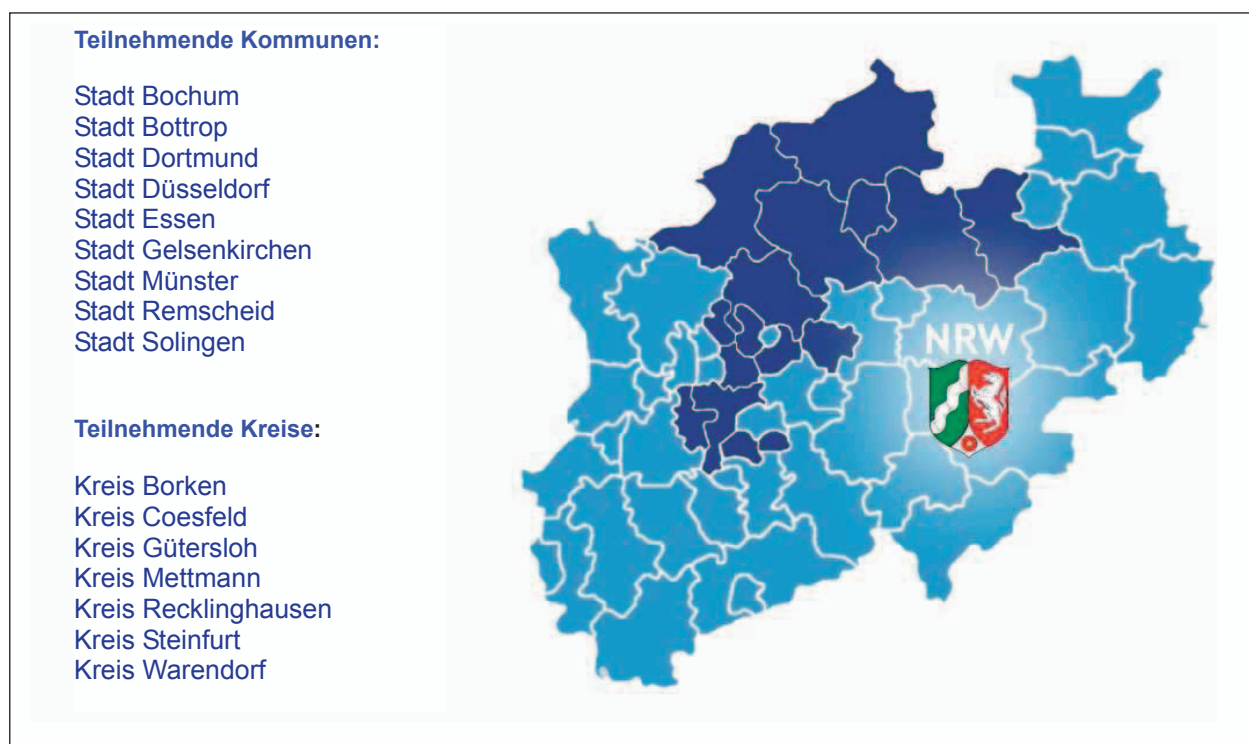 Teilnehmende Kommunen:
Stadt Bochum
Stadt Bottrop
Stadt Dortmund
Stadt Düsseldorf
Stadt Essen
Stadt Gelsenkirchen
Stadt Münster
Stadt Remscheid
Stadt Solingen
Teilnehmende Kreise:
Kreis Borken
Kreis Coesfeld
Kreis Gütersloh
Kreis Mettmann
Kreis Recklinghausen
Kreis Steinfurt
Kreis Warendorf
NRW